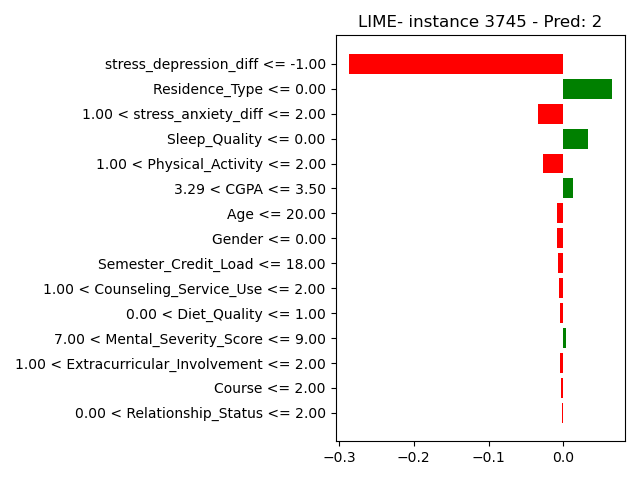 LIME- instance 3745 - Pred: 2
stress_depression_diff <= -1.00
Residence_Type <= 0.00
1.00 < stress_anxiety_diff <= 2.00
Sleep_Quality <= 0.00
1.00 < Physical_Activity <= 2.00
3.29 < CGPA <= 3.50
Age <= 20.00
Gender <= 0.00
Semester_Credit_Load <= 18.00
1.00 < Counseling_Service_Use <= 2.00
0.00 < Diet_Quality <= 1.00
7.00 < Mental_Severity_Score <= 9.00
1.00 < Extracurricular_Involvement <= 2.00
Course <= 2.00
0.00 < Relationship_Status <= 2.00
−0.3 −0.2 −0.1 0.0